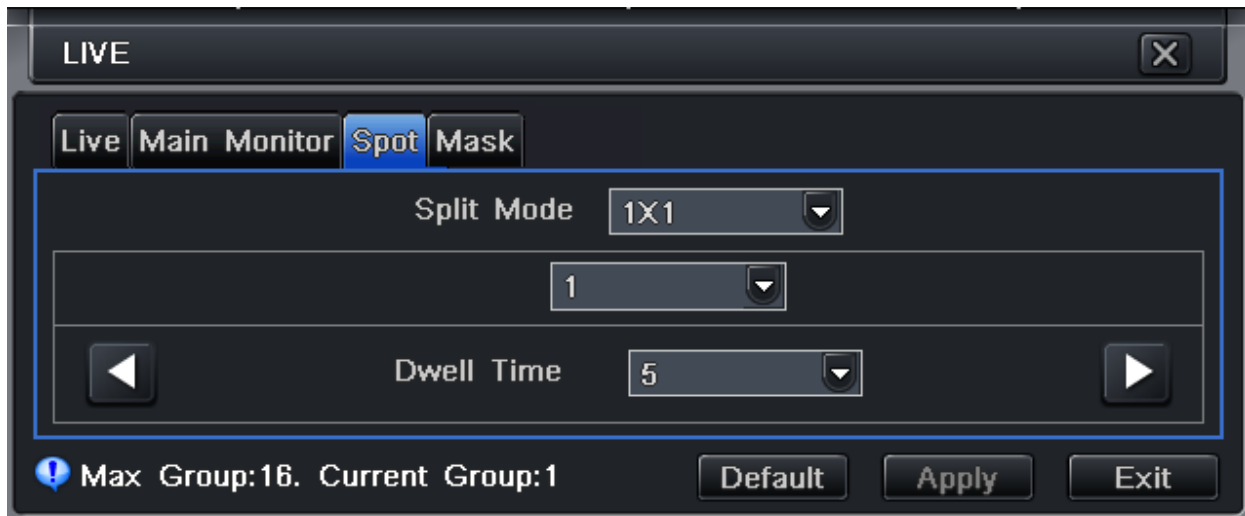 LIVE
Live Main Monitor Spot Mask
Split Mode 1X1
1
Dwell Time 5
Max Group:16. Current Group:1 Default Apply Exit